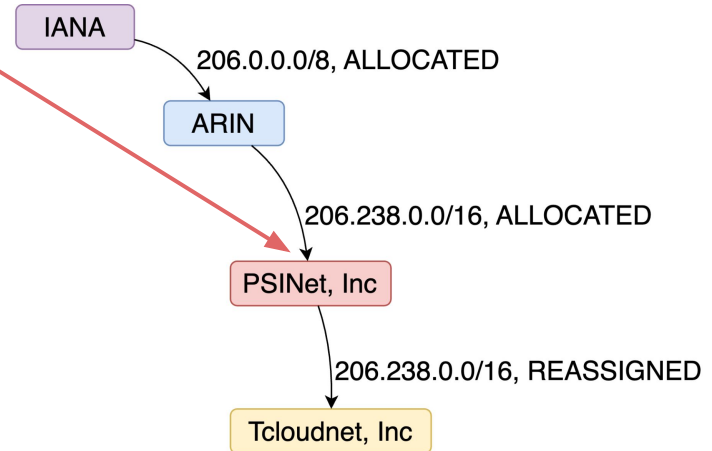 IANA
206.0.0.0/8, ALLOCATED
ARIN
206.238.0.0/16, ALLOCATED
PSINet, Inc
206.238.0.0/16, REASSIGNED
Tcloudnet, Inc